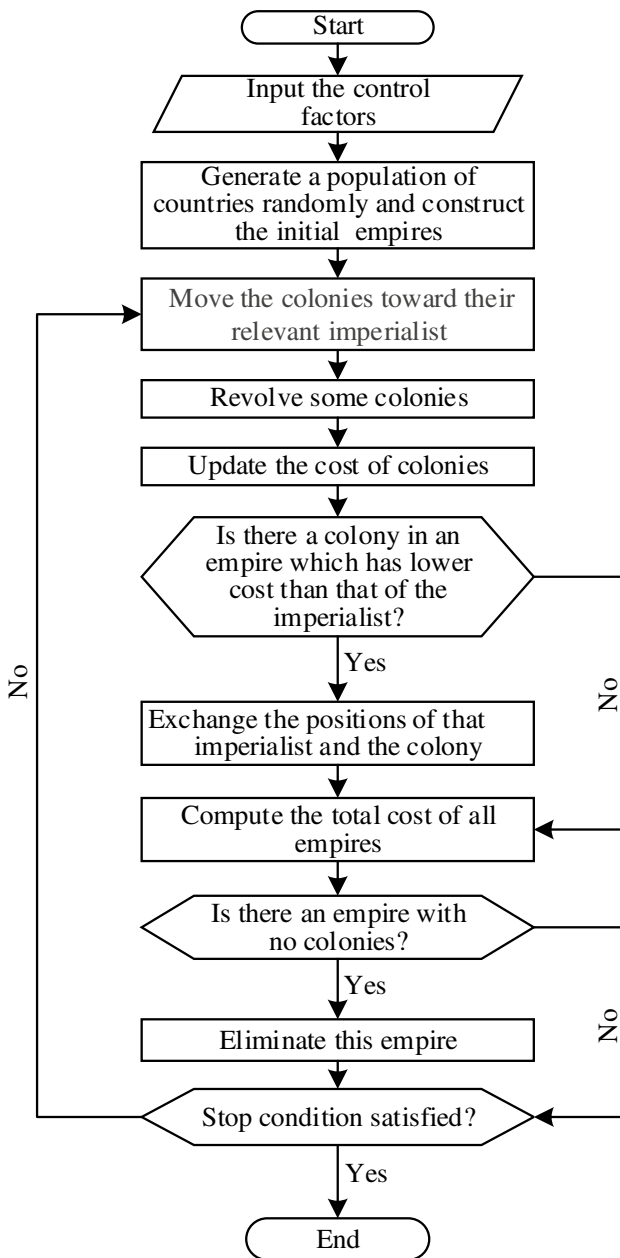 Start
Input the control
factors
Generate a population of
countries randomly and construct
the initial empires
Move the colonies toward their
relevant imperialist
Revolve some colonies
Update the cost of colonies
Is there a colony in an
empire which has lower
cost than that of the
imperialist?
Yes
No
No
Exchange the positions of that
imperialist and the colony
Compute the total cost of all
empires
Is there an empire with
no colonies?
Yes
No
Eliminate this empire
Stop condition satisfied?
Yes
End